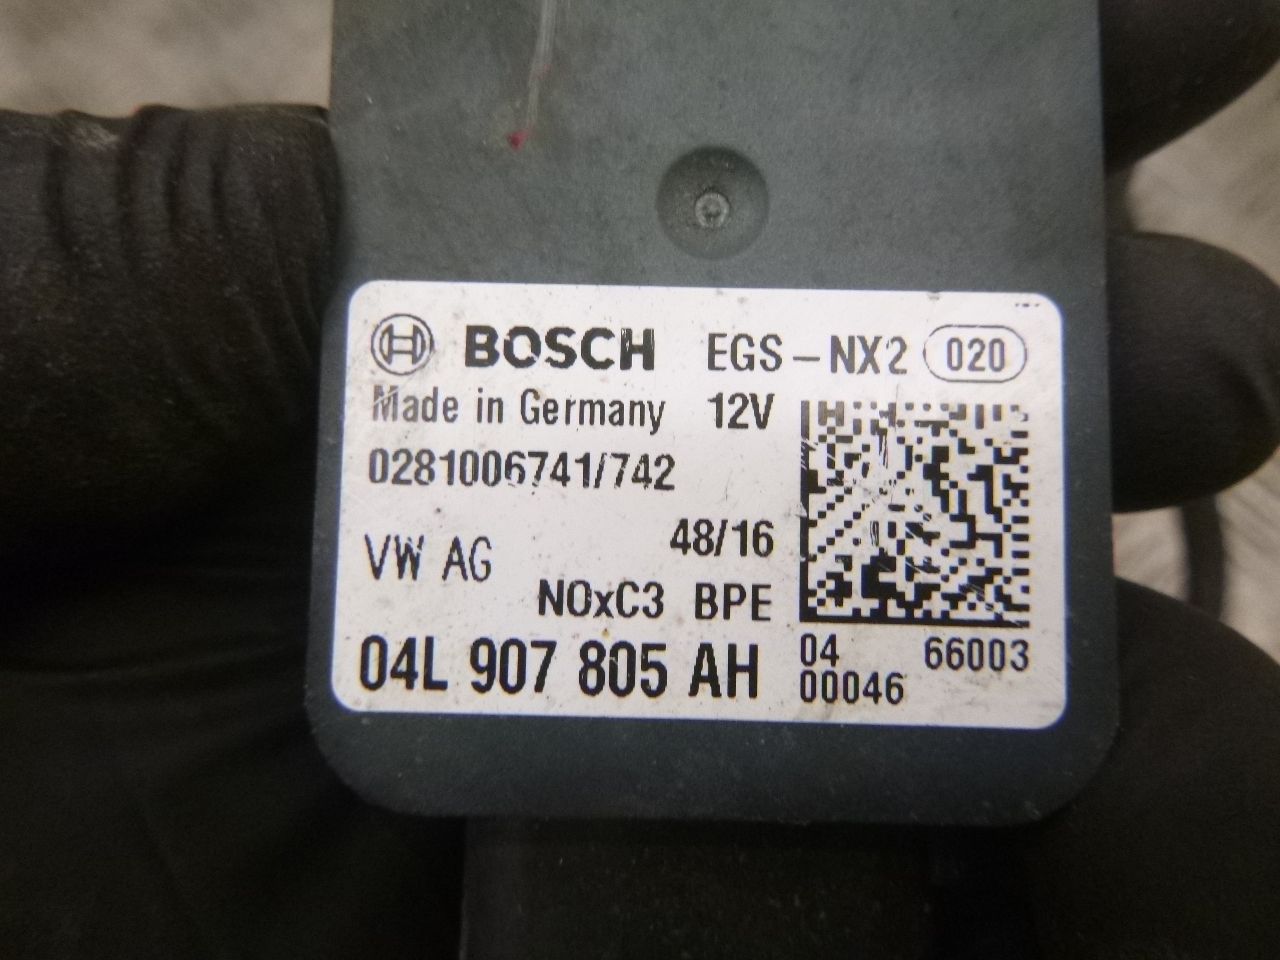 BOSCH EGS-NX2 020
Made in Germany 12V
0281006741/742
48/16
VW AG
NOxC3 BPE
04L 907 805 AH
04 66003
00046